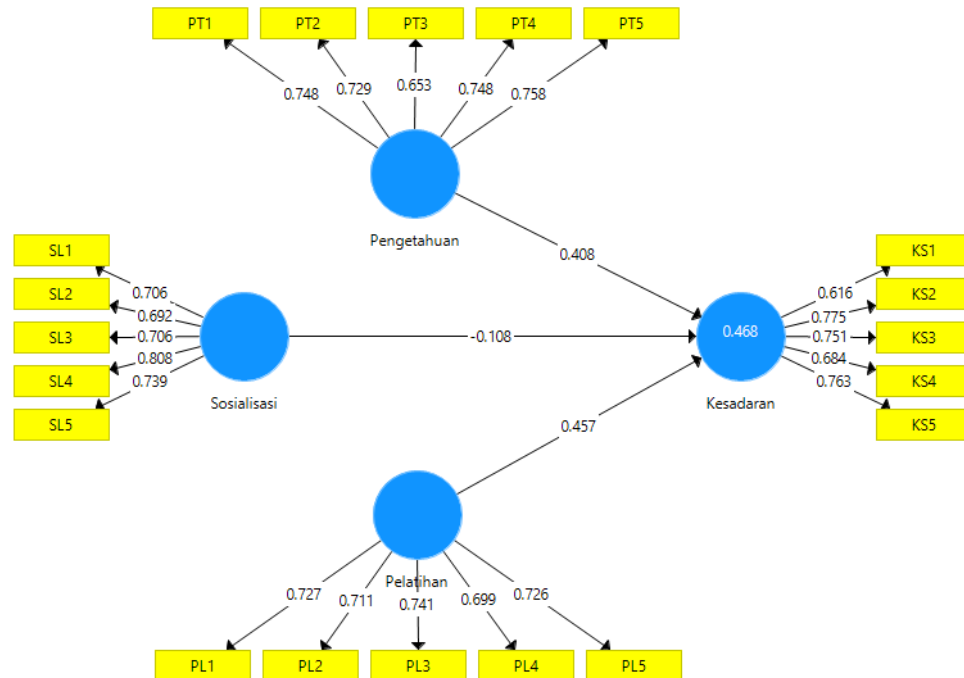 PT1 PT2 PT3 PT4 PT5
0.748 0.729 0.653 0.748 0.758
Pengetahuan
0.408
SL1
SL2
SL3
SL4
SL5
0.706
0.692
0.706
0.808
0.739
Sosialisasi
-0.108
0.468
Kesadaran
0.616
0.775
0.751
0.684
0.763
KS1
KS2
KS3
KS4
KS5
0.457
Pelatihan
0.727 0.711 0.741 0.699 0.726
PL1 PL2 PL3 PL4 PL5